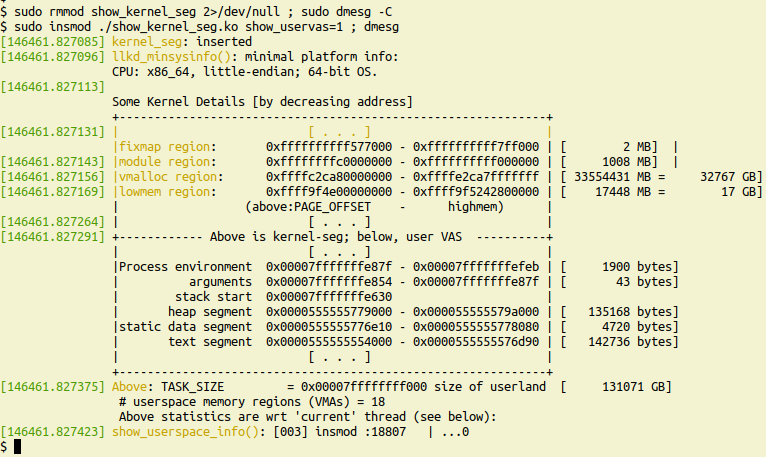 $ sudo rmmod show_kernel_seg 2>/dev/null ; sudo dmesg -C
$ sudo insmod ./show_kernel_seg.ko show_uservas=1 ; dmesg
[146461.827085] kernel_seg: inserted
[146461.827096] llkd_minsysinfo(): minimal platform info:
                CPU: x86_64, little-endian; 64-bit OS.
[146461.827113]
                Some Kernel Details [by decreasing address]
                +-------------------------------------------------------------+
[146461.827131] |                           [ . . . ]                         |
                |fixmap region:       0xffffffffff577000 - 0xffffffffff7ff000 | [        2 MB]  |
[146461.827143] |module region:       0xffffffffc0000000 - 0xffffffffff000000 | [     1008 MB]  |
[146461.827156] |vmalloc region:      0xffffc2ca80000000 - 0xffffe2ca7fffffff | [ 33554431 MB =     32767 GB]
[146461.827169] |lowmem region:       0xffff9f4e00000000 - 0xffff9f5242800000 | [    17448 MB =        17 GB]
                |                  (above:PAGE_OFFSET    -      highmem)      |
[146461.827264] |                           [ . . . ]                         |
[146461.827291] +------------ Above is kernel-seg; below, user VAS  ----------+
                |                           [ . . . ]                         |
                |Process environment  0x00007fffffffe87f - 0x00007fffffffefeb | [     1900 bytes]
                |          arguments  0x00007fffffffe854 - 0x00007fffffffe87f | [       43 bytes]
                |        stack start  0x00007fffffffe630                      |
                |       heap segment  0x0000555555779000 - 0x000055555579a000 | [   135168 bytes]
                |static data segment  0x0000555555776e10 - 0x0000555555778080 | [     4720 bytes]
                |       text segment  0x0000555555554000 - 0x0000555555576d90 | [   142736 bytes]
                |                           [ . . . ]                         |
                +-------------------------------------------------------------+
[146461.827375] Above: TASK_SIZE         = 0x00007ffffffff000 size of userland  [     131071 GB]
                 # userspace memory regions (VMAs) = 18
                 Above statistics are wrt 'current' thread (see below):
[146461.827423] show_userspace_info(): [003] insmod :18807   | ...0
$